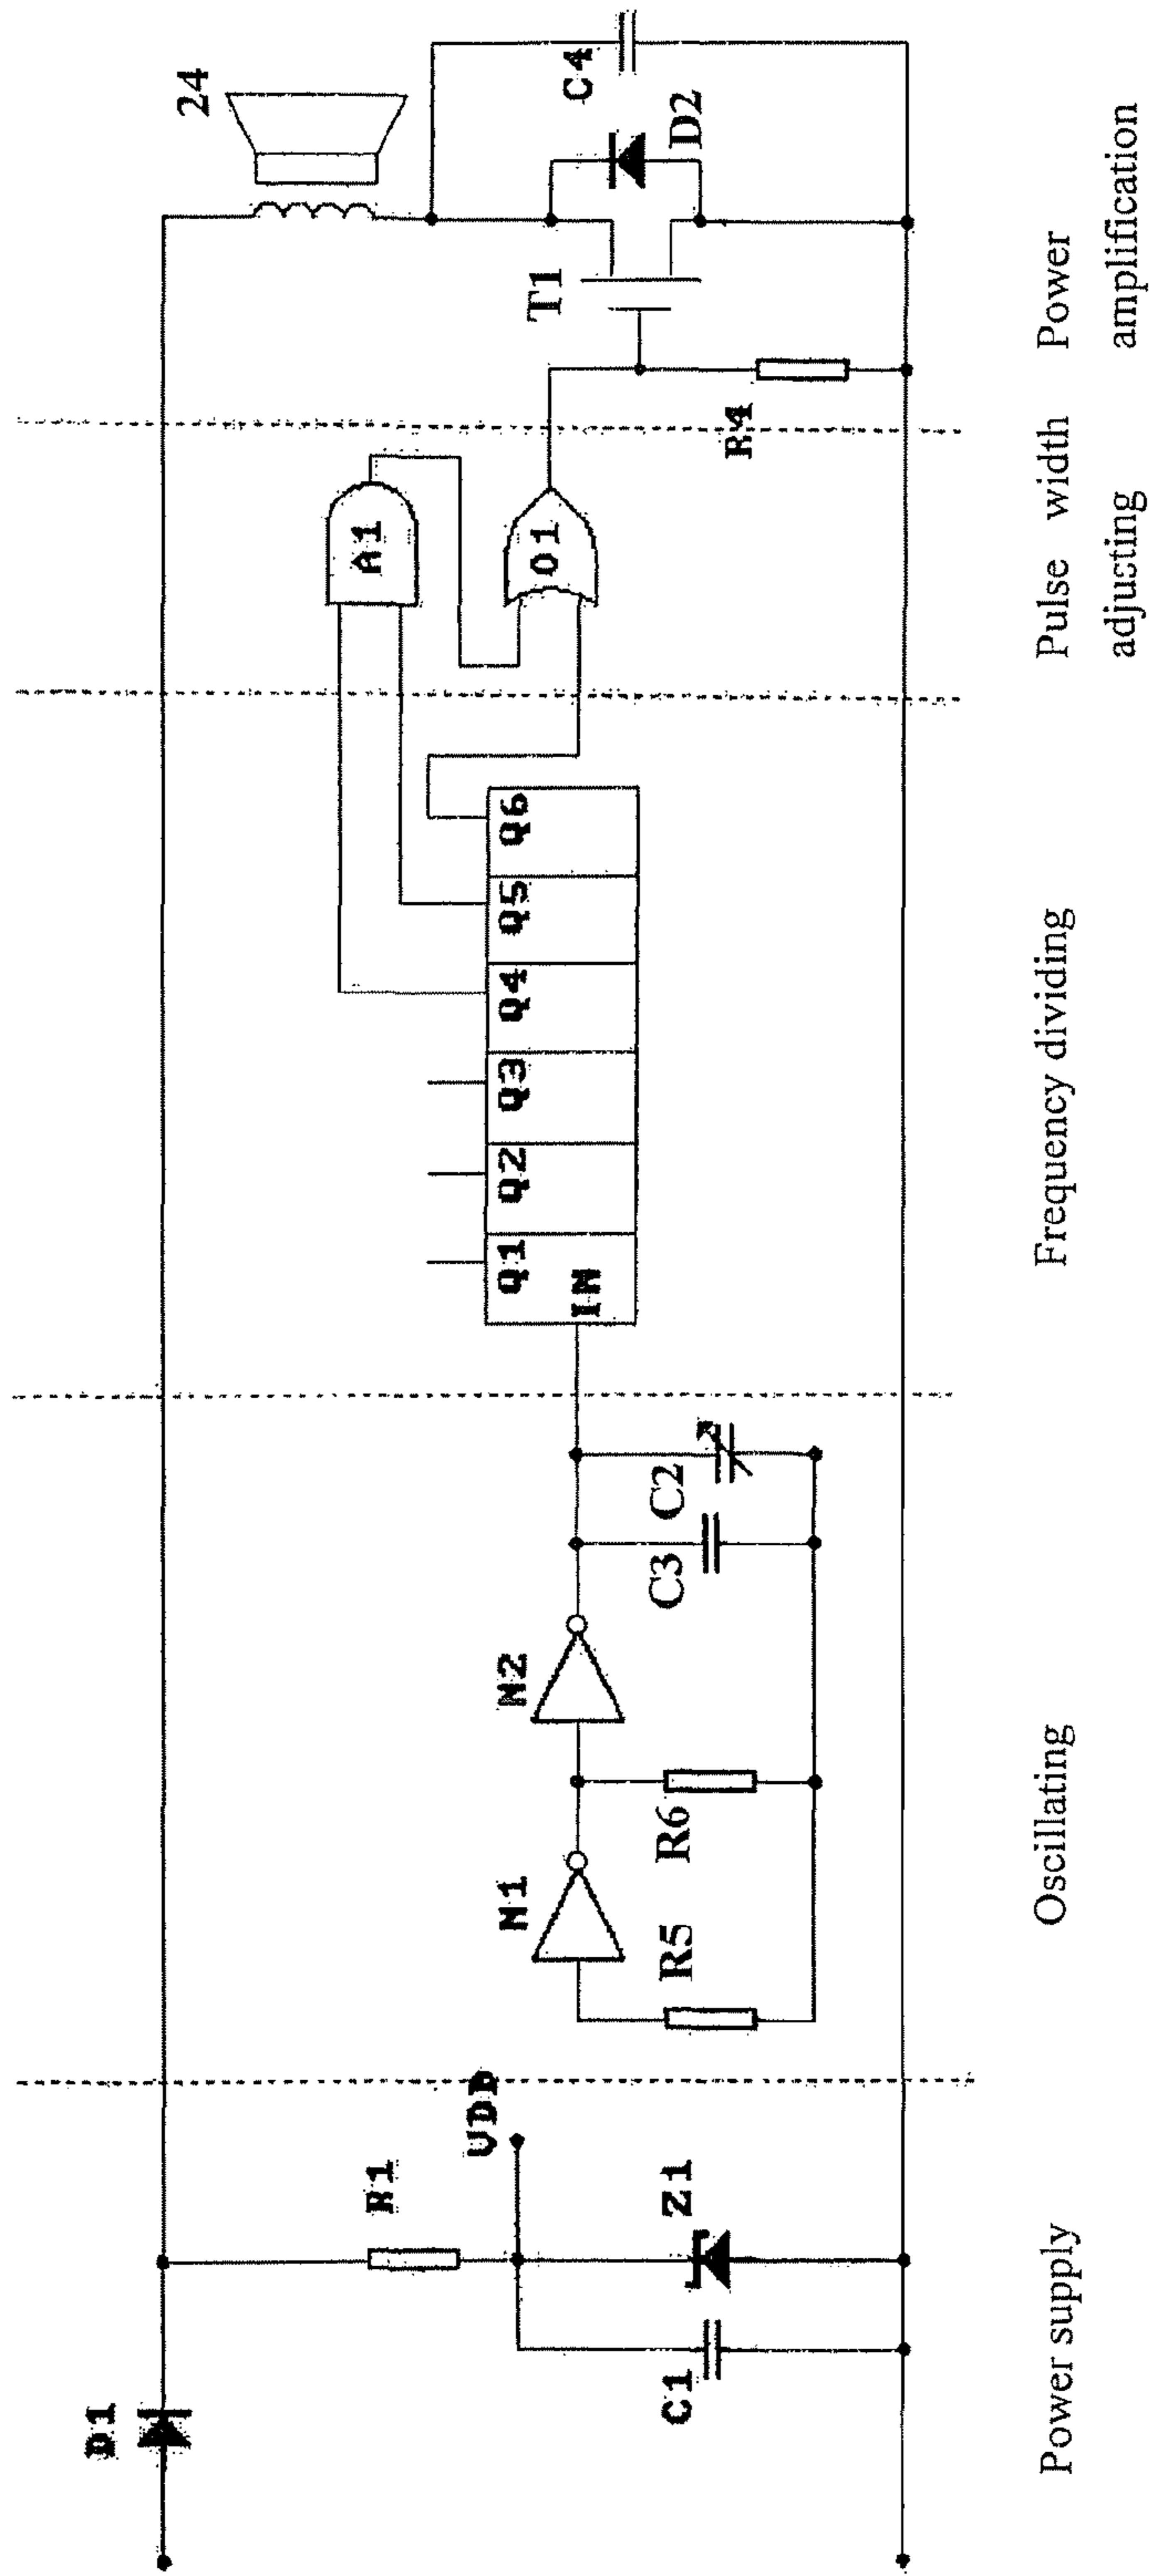 D1
R1
VDD
C1
Z1
N1
N2
R5
R6
C3
C2
Q1
Q2
Q3
Q4
Q5
Q6
IN
A1
O1
R4
T1
D2
C4
24
Power supply
Oscillating
Frequency dividing
Pulse width
adjusting
Power
amplification